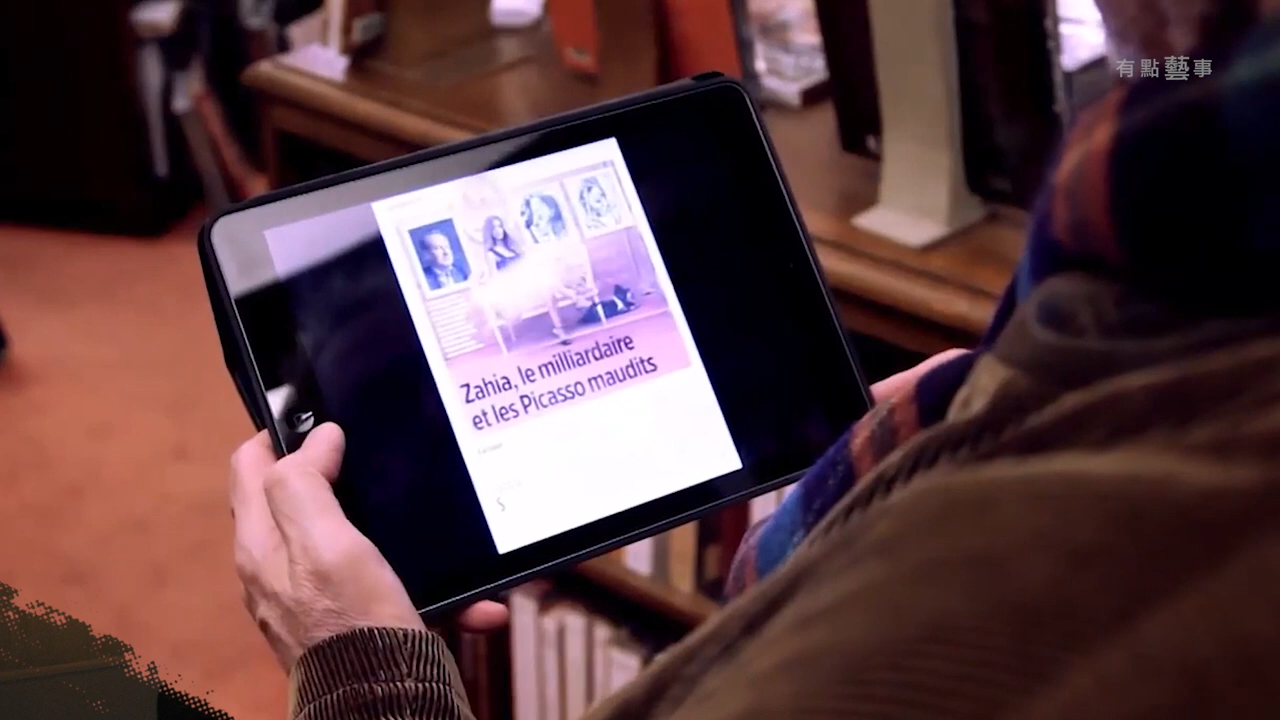 有點藝事
Zahia, le milliardaire
et les Picasso maudits